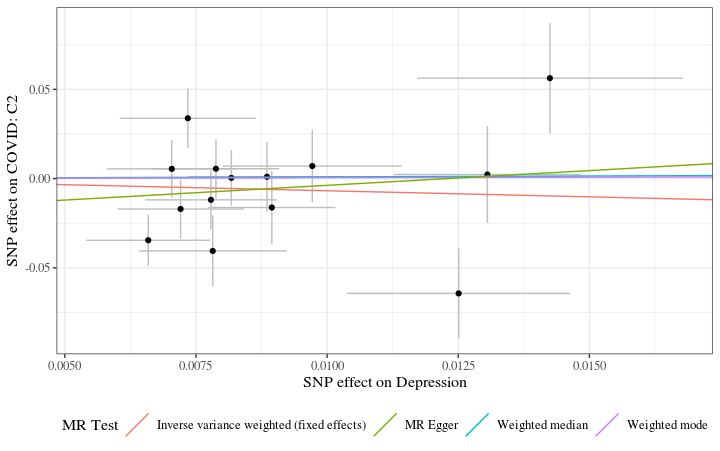 SNP effect on COVID: C2
0.05
0.00
-0.05
0.0050 0.0075 0.0100 0.0125 0.0150
SNP effect on Depression
MR Test Inverse variance weighted (fixed effects) MR Egger Weighted median Weighted mode